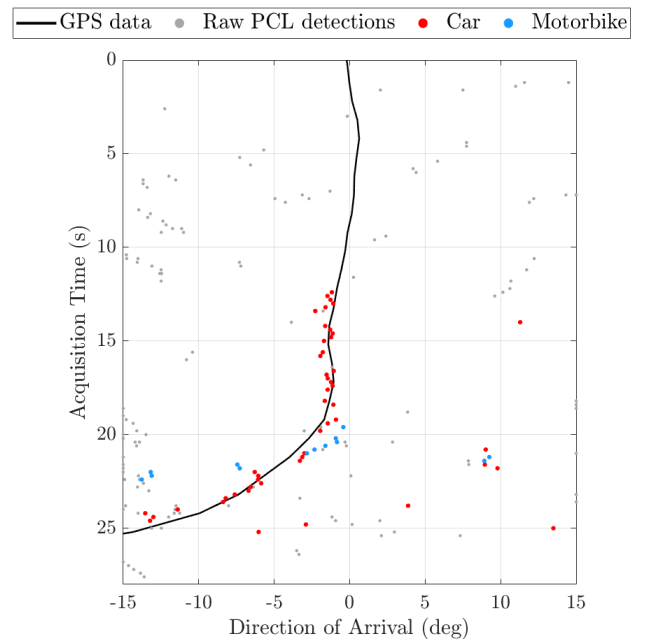 GPS data Raw PCL detections Car Motorbike
0
5
10
15
20
25
Acquisition Time (s)
-15 -10 -5 0 5 10 15
Direction of Arrival (deg)